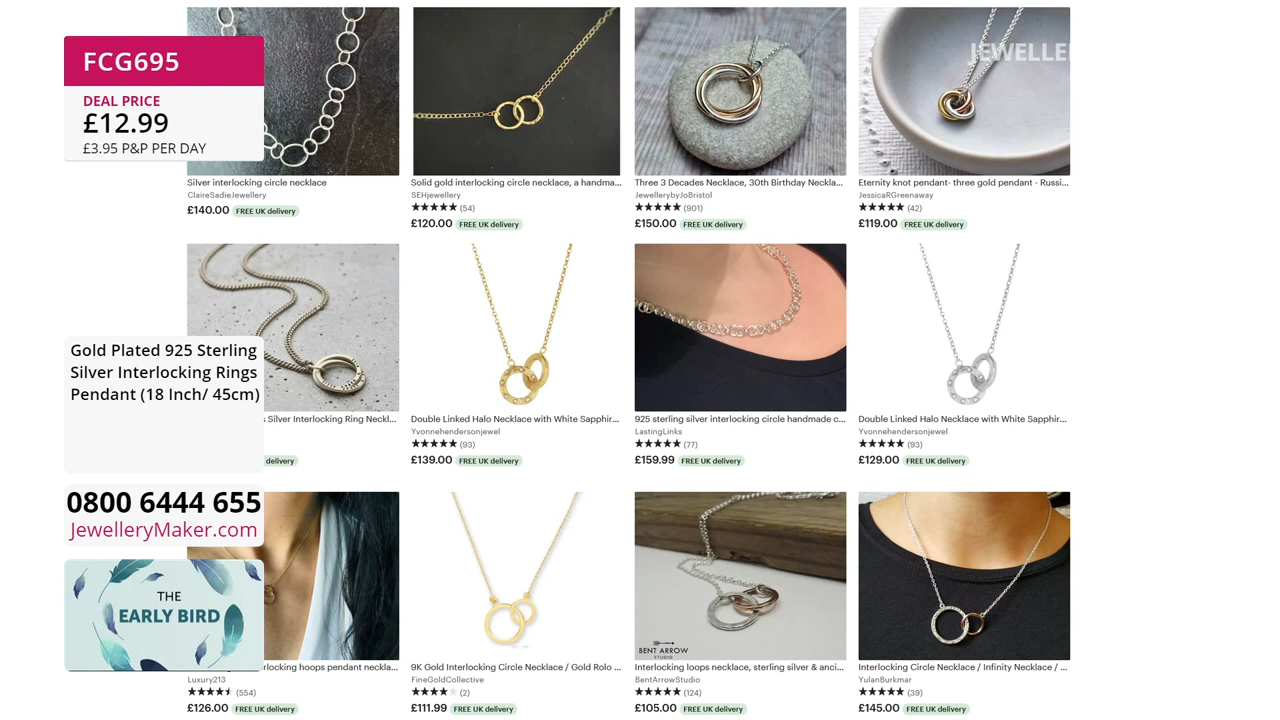 FCG695
DEAL PRICE
£12.99
£3.95 P&P PER DAY
JEWELLE
Silver interlocking circle necklace
ClaireSadieJewellery
£140.00 FREE UK delivery
Solid gold interlocking circle necklace, a handma...
SEHjewellery
★★★★★ (54)
£120.00 FREE UK delivery
Three 3 Decades Necklace, 30th Birthday Neckla...
JewellerybyJoBristol
★★★★★ (901)
£150.00 FREE UK delivery
Eternity knot pendant- three gold pendant - Russi...
JessicaRGreenaway
★★★★★ (42)
£119.00 FREE UK delivery
Gold Plated 925 Sterling
Silver Interlocking Rings
Pendant (18 Inch/ 45cm)
s Silver Interlocking Ring Neckl...
delivery
Double Linked Halo Necklace with White Sapphir...
Yvonnehendersonjewel
★★★★★ (93)
£139.00 FREE UK delivery
925 sterling silver interlocking circle handmade c...
LastingLinks
★★★★★ (77)
£159.99 FREE UK delivery
Double Linked Halo Necklace with White Sapphir...
Yvonnehendersonjewel
★★★★★ (93)
£129.00 FREE UK delivery
0800 6444 655
JewelleryMaker.com
THE
EARLY BIRD
rlocking hoops pendant neckla...
Luxury213
(554)
£126.00 FREE UK delivery
9K Gold Interlocking Circle Necklace / Gold Rolo ...
FineGoldCollective
★★★★★ (2)
£111.99 FREE UK delivery
BENT ARROW
STUDIO
Interlocking loops necklace, sterling silver & anci...
BentArrowStudio
★★★★★ (124)
£105.00 FREE UK delivery
Interlocking Circle Necklace / Infinity Necklace / ...
YulanBurkmar
★★★★★ (39)
£145.00 FREE UK delivery